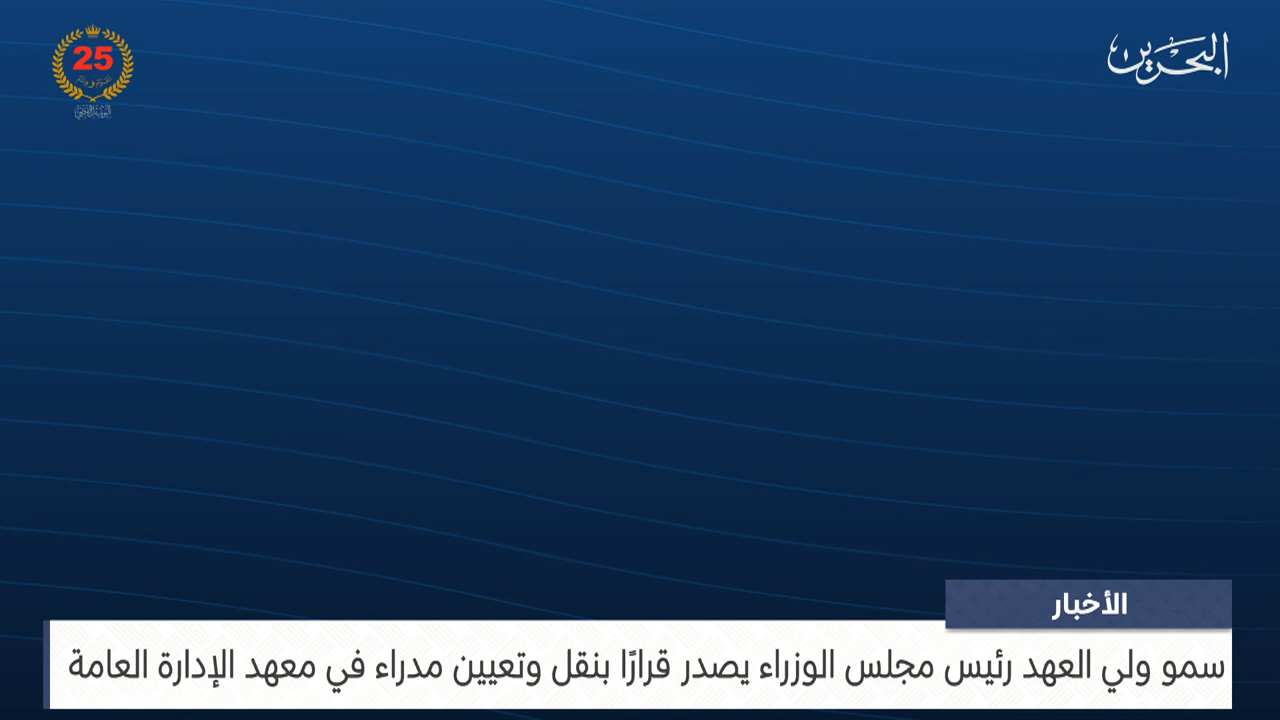 البحرين
25
الأخبار
سمو ولي العهد رئيس مجلس الوزراء يصدر قرارًا بنقل وتعيين مدراء في معهد الإدارة العامة